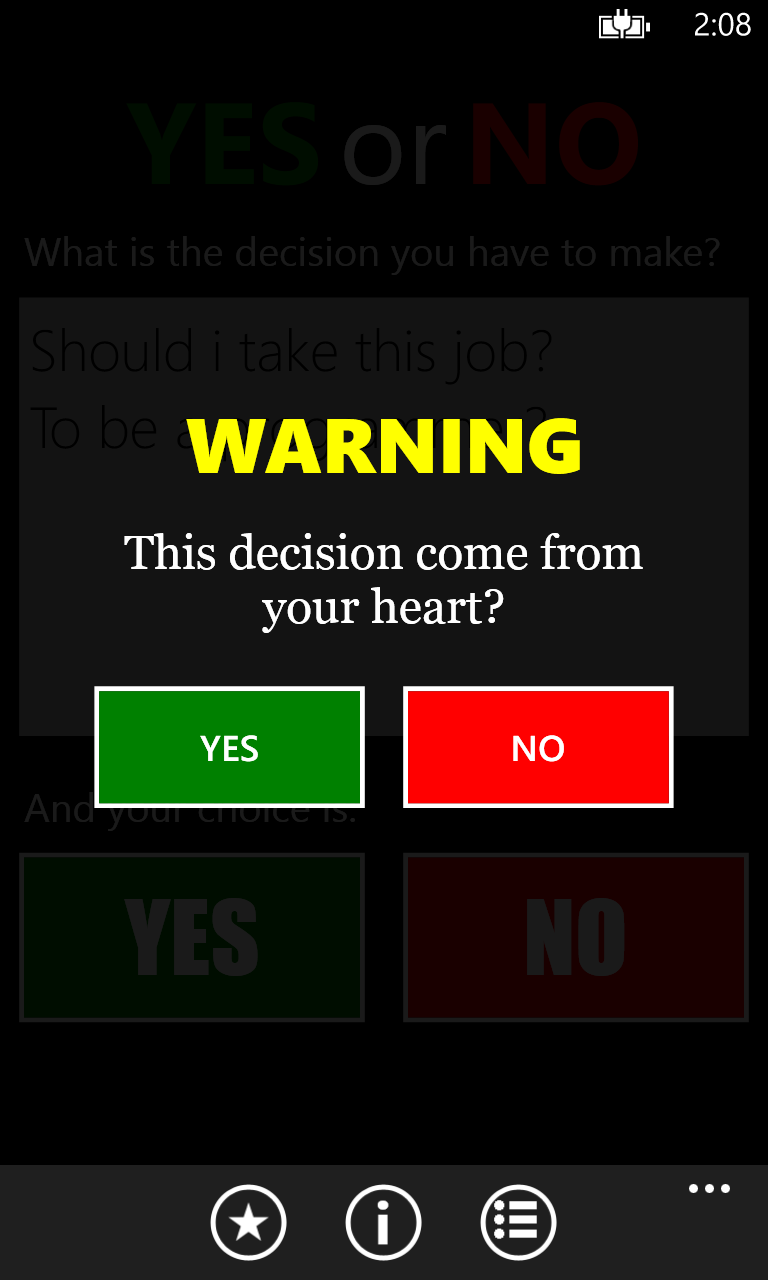 2:08
YES or NO
What is the decision you have to make?
Should i take this job?
To be a programmer?
WARNING
This decision come from
your heart?
YES NO
And your choice is:
YES NO